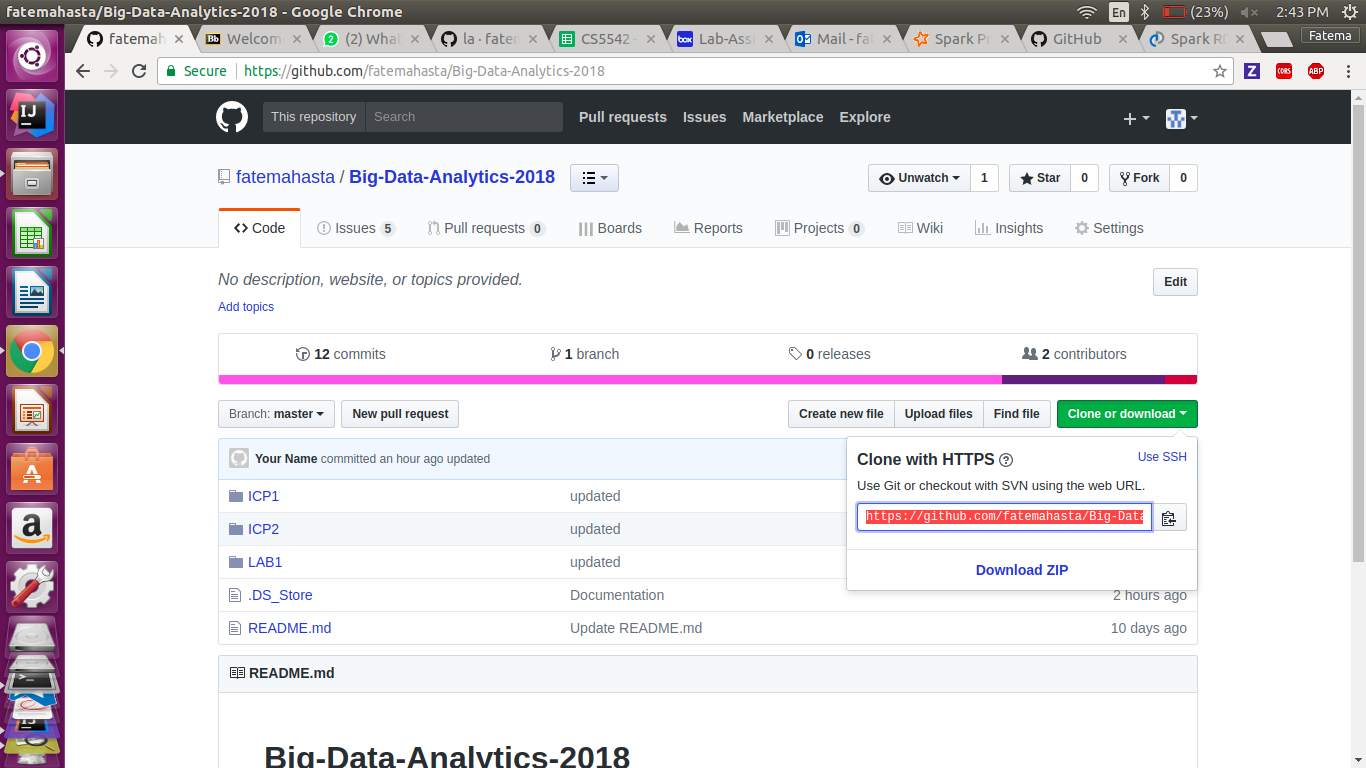 fatemahasta/Big-Data-Analytics-2018 - Google Chrome
En (23%) 2:43 PM
fatemah Welcome (2) What la · fatem CS5542 - Lab-Assi Mail - fat Spark Pr GitHub Spark RD Fatema
Secure https://github.com/fatemahasta/Big-Data-Analytics-2018
This repository Search Pull requests Issues Marketplace Explore
fatemahasta / Big-Data-Analytics-2018 Unwatch 1 Star 0 Fork 0
Code Issues 5 Pull requests 0 Boards Reports Projects 0 Wiki Insights Settings
No description, website, or topics provided. Edit
Add topics
12 commits 1 branch 0 releases 2 contributors
Branch: master New pull request Create new file Upload files Find file Clone or download
Your Name committed an hour ago updated
ICP1 updated
ICP2 updated
LAB1 updated
.DS_Store Documentation 2 hours ago
README.md Update README.md 10 days ago
Clone with HTTPS Use SSH
Use Git or checkout with SVN using the web URL.
https://github.com/fatemahasta/Big-Data
Download ZIP
README.md
Big-Data-Analytics-2018